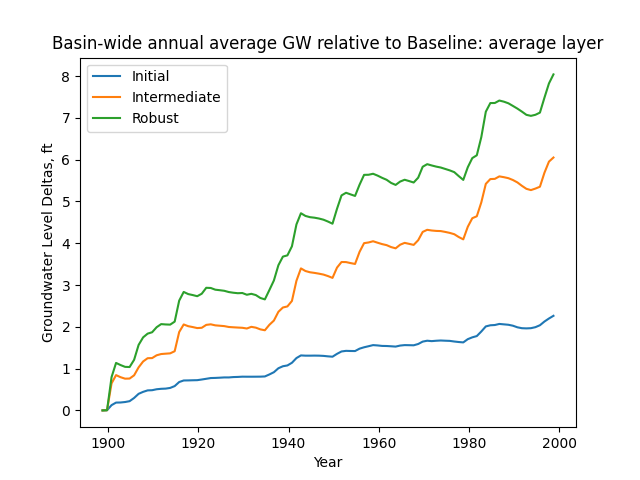 Basin-wide annual average GW relative to Baseline: average layer
Initial
Intermediate
Robust
Groundwater Level Deltas, ft
8
7
6
5
4
3
2
1
0
1900 1920 1940 1960 1980 2000
Year